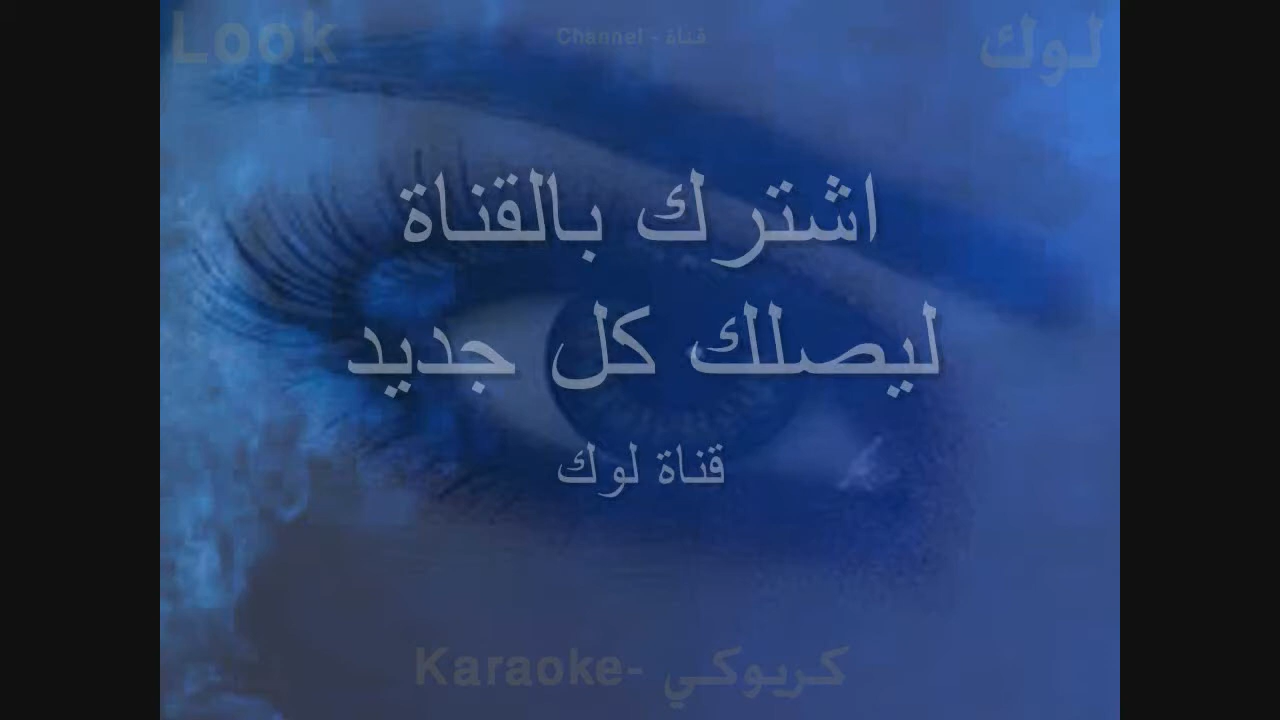 Look
Channel - قناة
لوك
اشترك بالقناة
ليصلك كل جديد
قناة لوك
Karaoke- كريوكي